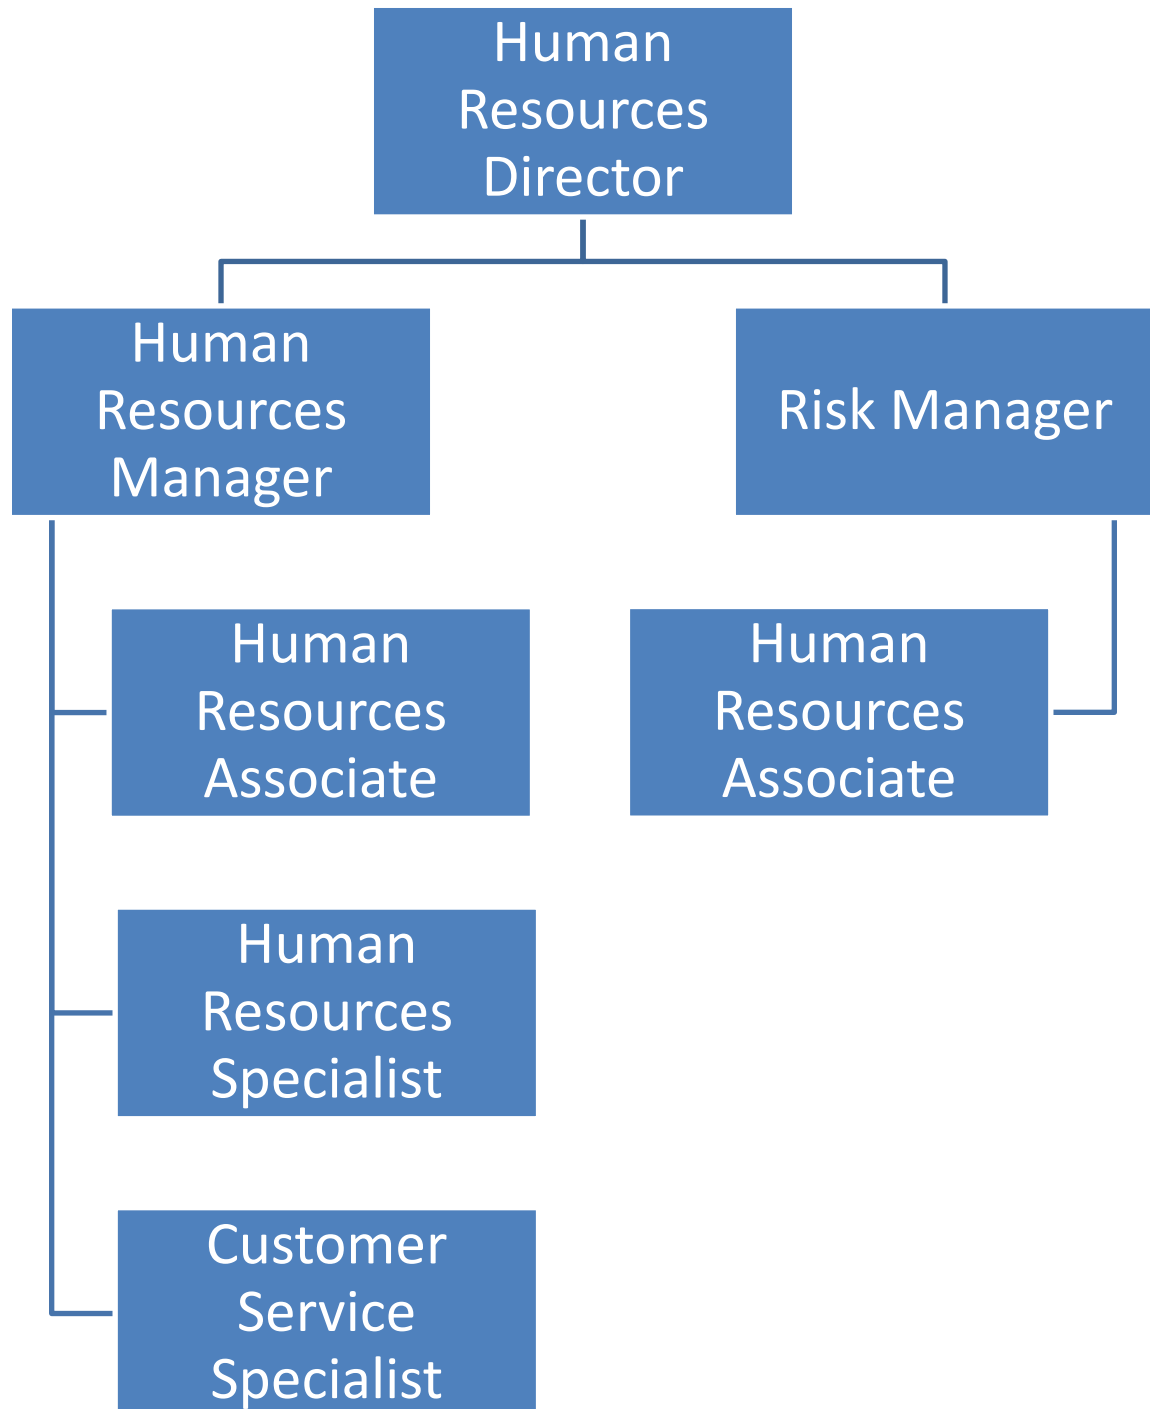 Human
Resources
Director
Human
Resources
Manager
Risk Manager
Human
Resources
Associate
Human
Resources
Associate
Human
Resources
Specialist
Customer
Service
Specialist